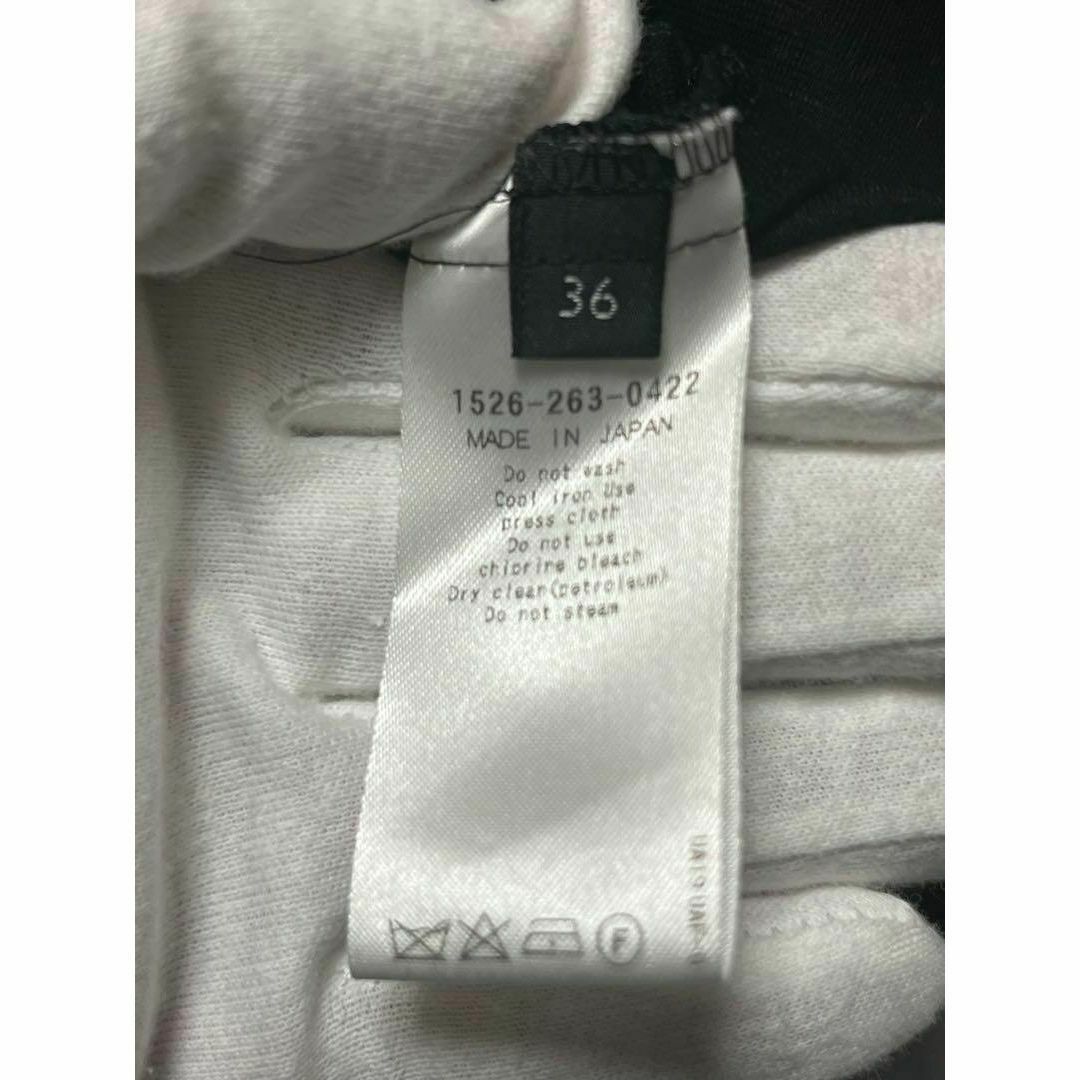 36
1526-263-0422
MADE IN JAPAN
Do not wash
Cool iron Use
press cloth
Do not use
chlorine bleach
Dry clean(petroleum)
Do not steam
F